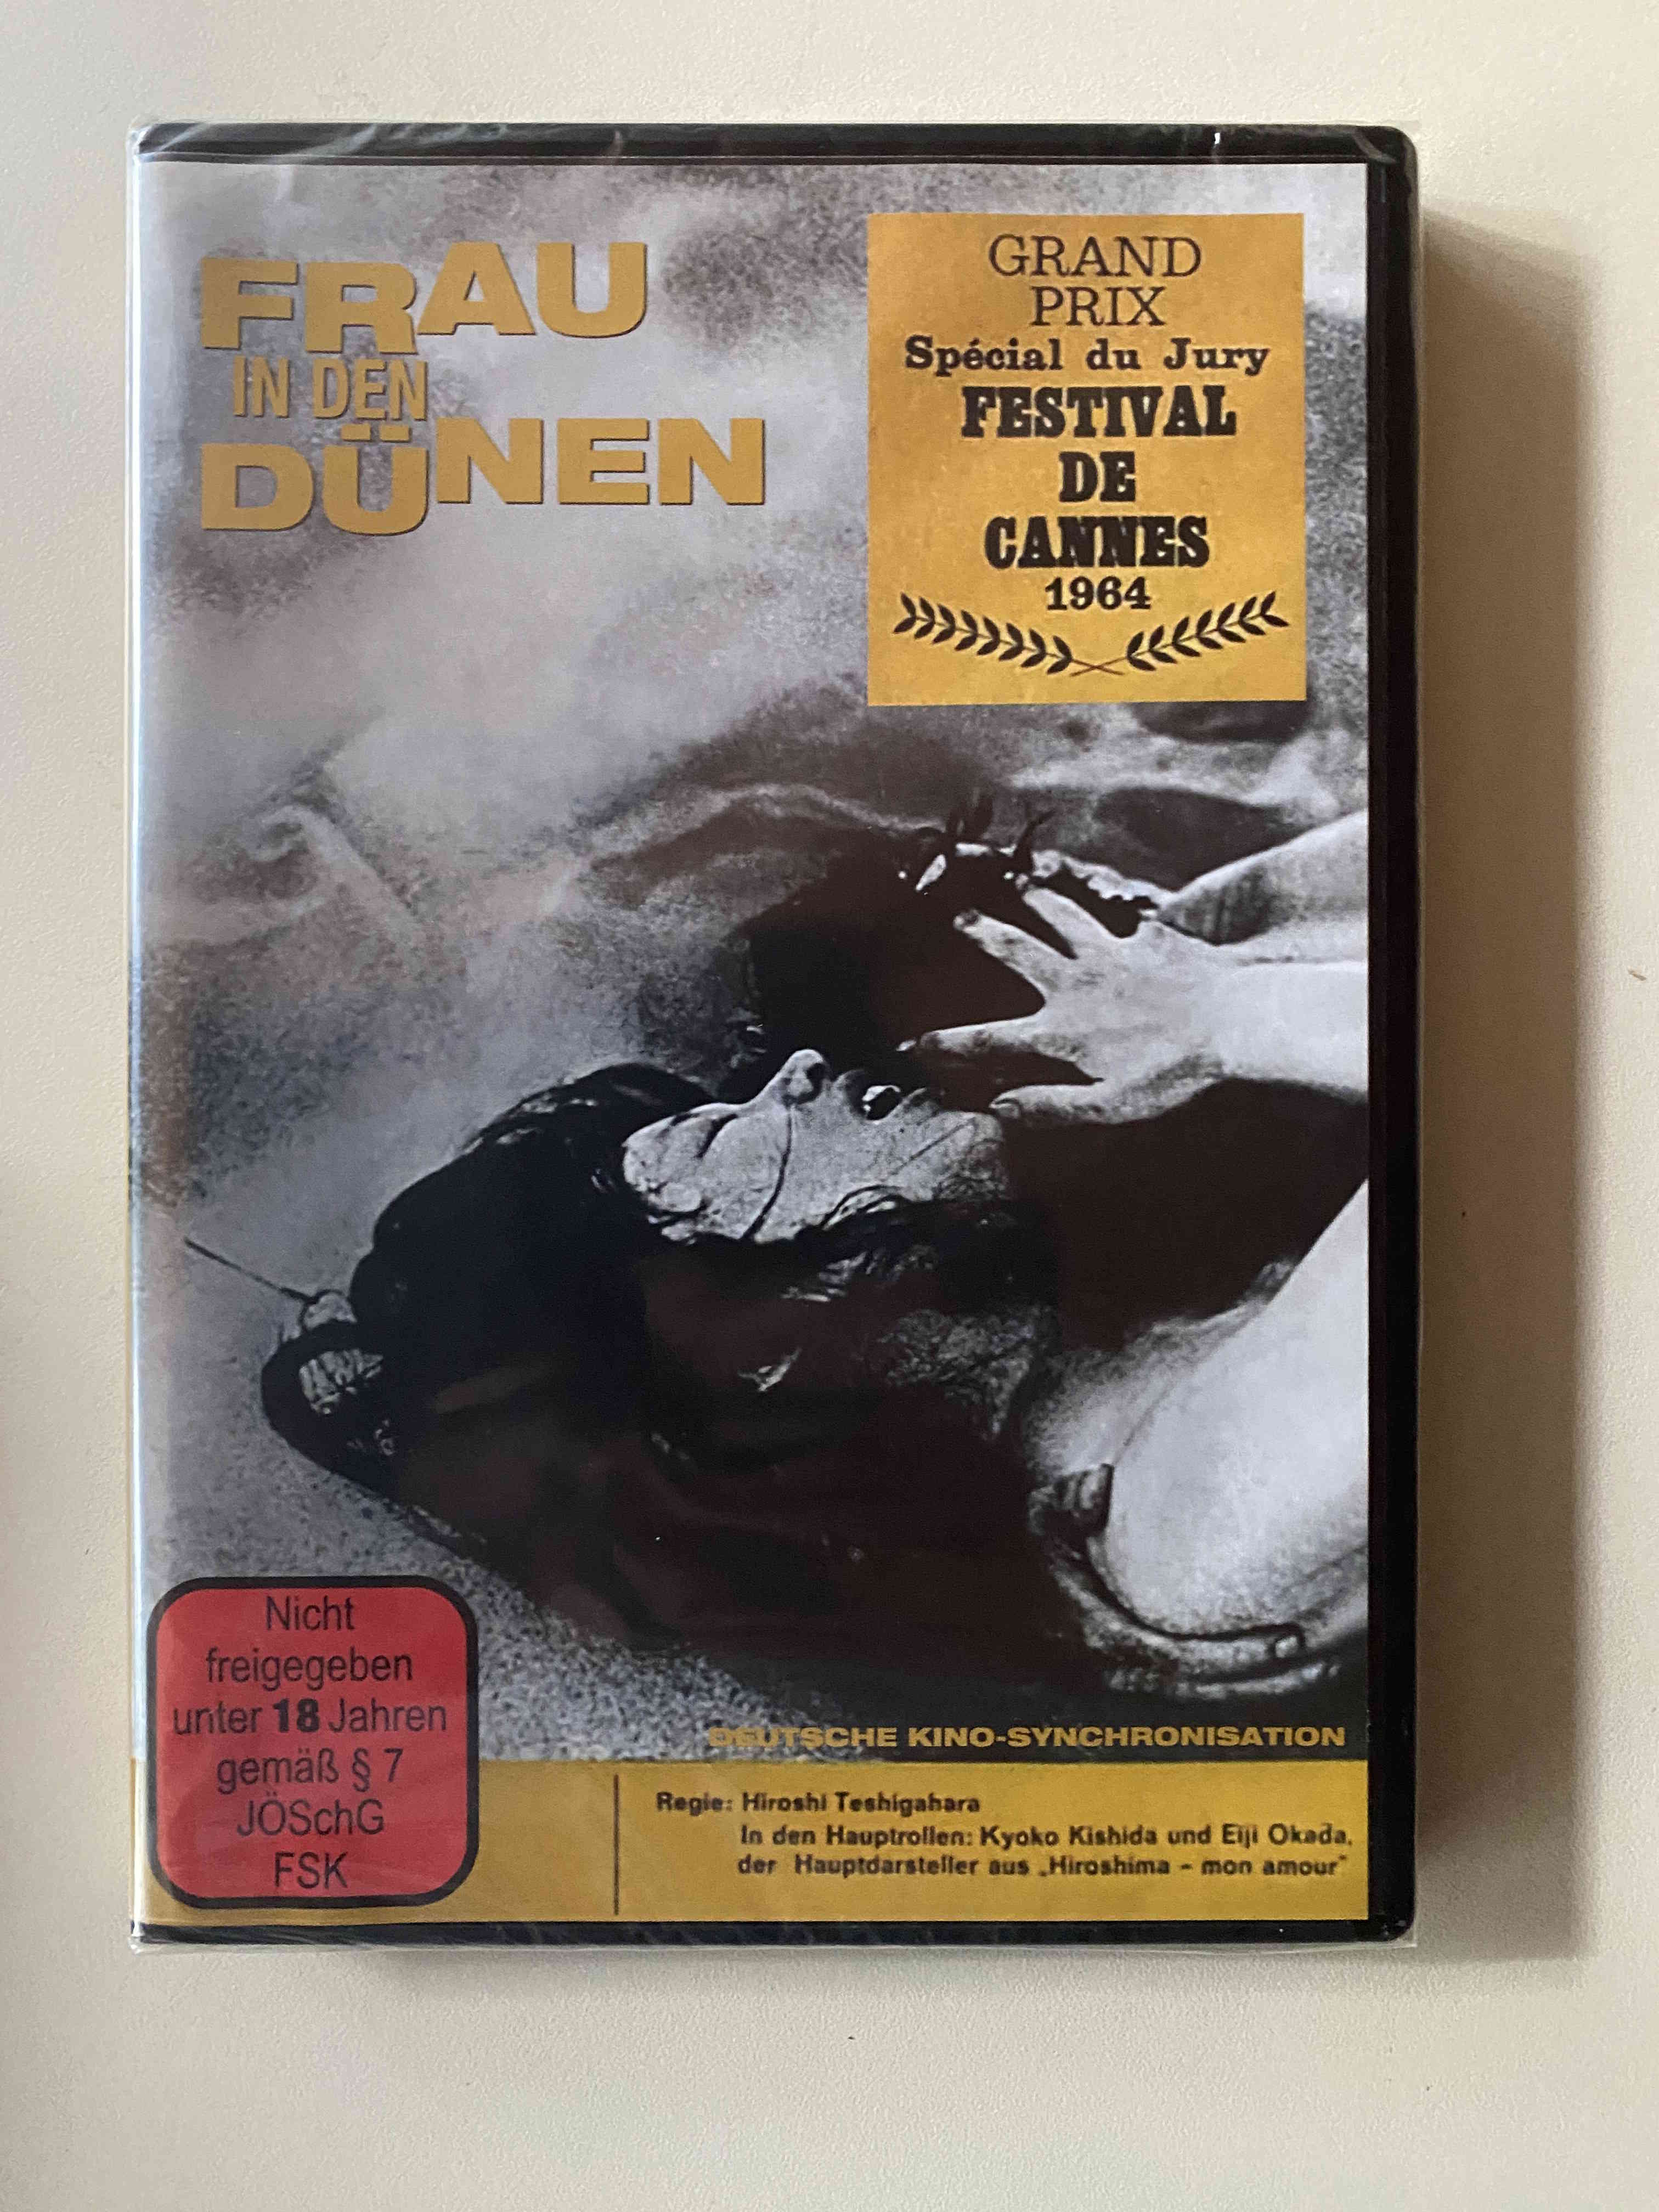 FRAU
IN DEN
DÜNEN
GRAND
PRIX
Spécial du Jury
FESTIVAL
DE
CANNES
1964
Nicht
freigegeben
unter 18 Jahren
gemäß § 7
JÖSchG
FSK
DEUTSCHE KINO-SYNCHRONISATION
Regie: Hiroshi Teshigahara
In den Hauptrollen: Kyoko Kishida und Eiji Okada,
der Hauptdarsteller aus „Hiroshima - mon amour"